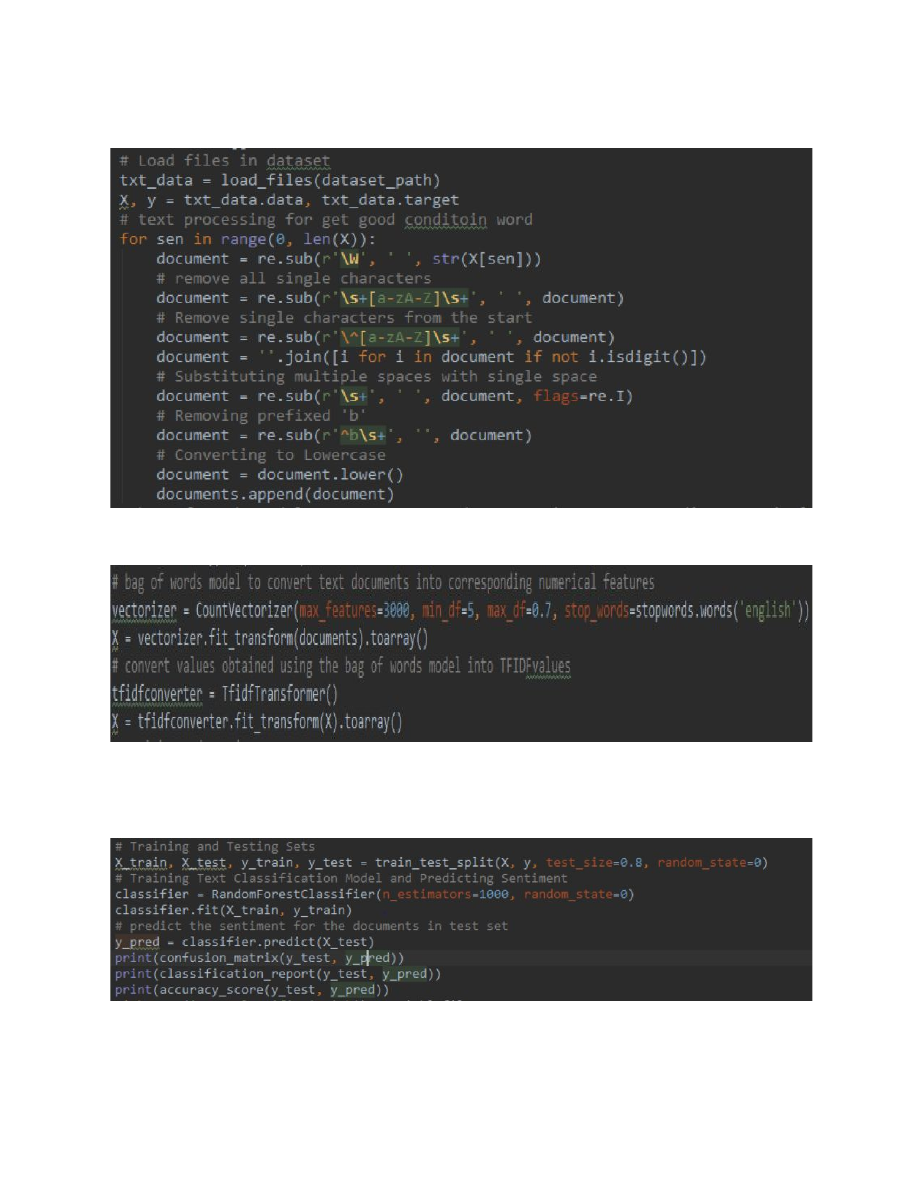 # Load files in dataset
txt_data = load_files(dataset_path)
X, y = txt_data.data, txt_data.target
# text processing for get good conditoin word
for sen in range(0, len(X)):
    document = re.sub(r'\W', ' ', str(X[sen]))
    # remove all single characters
    document = re.sub(r'\s+[a-zA-Z]\s+', ' ', document)
    # Remove single characters from the start
    document = re.sub(r'\^[a-zA-Z]\s+', ' ', document)
    document = ''.join([i for i in document if not i.isdigit()])
    # Substituting multiple spaces with single space
    document = re.sub(r'\s+', ' ', document, flags=re.I)
    # Removing prefixed 'b'
    document = re.sub(r'^b\s+', '', document)
    # Converting to Lowercase
    document = document.lower()
    documents.append(document)
# bag of words model to convert text documents into corresponding numerical features
vectorizer = CountVectorizer(max_features=3000, min_df=5, max_df=0.7, stop_words=stopwords.words('english'))
X = vectorizer.fit_transform(documents).toarray()
# convert values obtained using the bag of words model into TFIDFvalues
tfidfconverter = TfidfTransformer()
X = tfidfconverter.fit_transform(X).toarray()
# Training and Testing Sets
X_train, X_test, y_train, y_test = train_test_split(X, y, test_size=0.8, random_state=0)
# Training Text Classification Model and Predicting Sentiment
classifier = RandomForestClassifier(n_estimators=1000, random_state=0)
classifier.fit(X_train, y_train)
# predict the sentiment for the documents in test set
y_pred = classifier.predict(X_test)
print(confusion_matrix(y_test, y_pred))
print(classification_report(y_test, y_pred))
print(accuracy_score(y_test, y_pred))